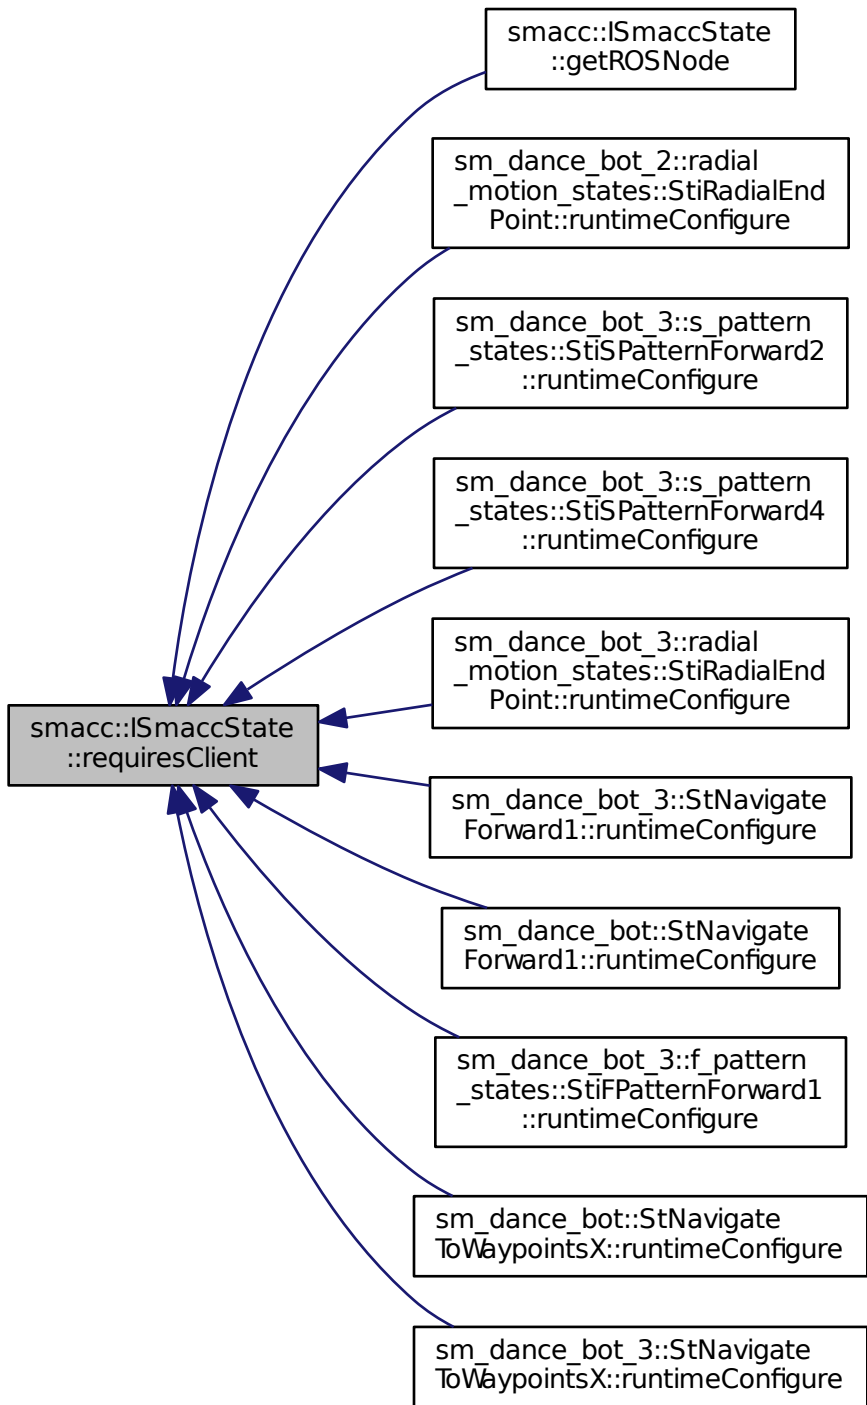 smacc::ISmaccState
::getROSNode
sm_dance_bot_2::radial
_motion_states::StiRadialEnd
Point::runtimeConfigure
sm_dance_bot_3::s_pattern
_states::StiSPatternForward2
::runtimeConfigure
sm_dance_bot_3::s_pattern
_states::StiSPatternForward4
::runtimeConfigure
sm_dance_bot_3::radial
_motion_states::StiRadialEnd
Point::runtimeConfigure
smacc::ISmaccState
::requiresClient
sm_dance_bot_3::StNavigate
Forward1::runtimeConfigure
sm_dance_bot::StNavigate
Forward1::runtimeConfigure
sm_dance_bot_3::f_pattern
_states::StiFPatternForward1
::runtimeConfigure
sm_dance_bot::StNavigate
ToWaypointsX::runtimeConfigure
sm_dance_bot_3::StNavigate
ToWaypointsX::runtimeConfigure